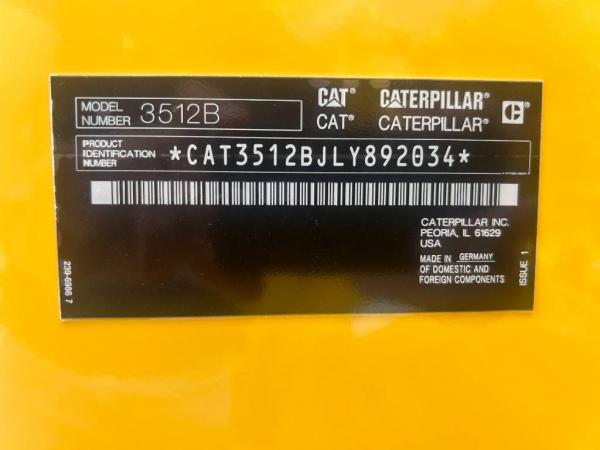 MODEL
NUMBER 3512B
CAT® CATERPILLAR®
CAT® CATERPILLAR®
PRODUCT
IDENTIFICATION
NUMBER *CAT3512BJLY892034*
CATERPILLAR INC.
PEORIA, IL 61629
USA
MADE IN GERMANY
OF DOMESTIC AND
FOREIGN COMPONENTS
ISSUE 1
239-6986 7